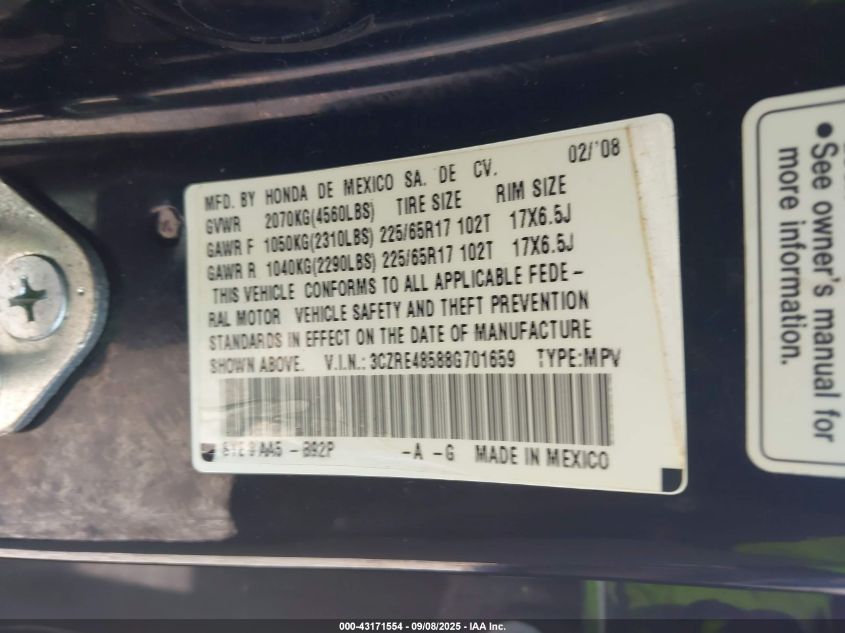 MFD. BY HONDA DE MEXICO SA. DE CV. 02/'08
GVWR 2070KG(4560LBS) TIRE SIZE RIM SIZE
GAWR F 1050KG(2310LBS) 225/65R17 102T 17X6.5J
GAWR R 1040KG(2290LBS) 225/65R17 102T 17X6.5J
THIS VEHICLE CONFORMS TO ALL APPLICABLE FEDE-
RAL MOTOR VEHICLE SAFETY AND THEFT PREVENTION
STANDARDS IN EFFECT ON THE DATE OF MANUFACTURE
SHOWN ABOVE. V.I.N.: 3CZRE48588G701659 TYPE:MPV
AA5 - B92P -A -G MADE IN MEXICO
•See owner's manual for
more information.
000-43171554 - 09/08/2025 - IAA Inc.